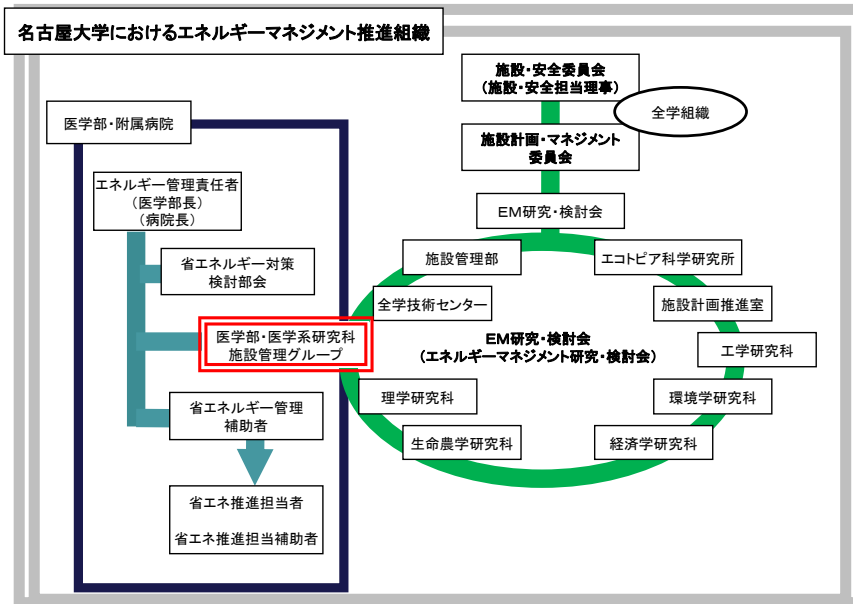 名古屋大学におけるエネルギーマネジメント推進組織
施設・安全委員会
（施設・安全担当理事）
全学組織
施設計画・マネジメント
委員会
EM研究・検討会
医学部・附属病院
エネルギー管理責任者
（医学部長）
（病院長）
省エネルギー対策
検討部会
医学部・医学系研究科
施設管理グループ
省エネルギー管理
補助者
省エネ推進担当者
省エネ推進担当補助者
施設管理部
エコトピア科学研究所
全学技術センター
施設計画推進室
EM研究・検討会
（エネルギーマネジメント研究・検討会）
工学研究科
理学研究科
環境学研究科
生命農学研究科
経済学研究科